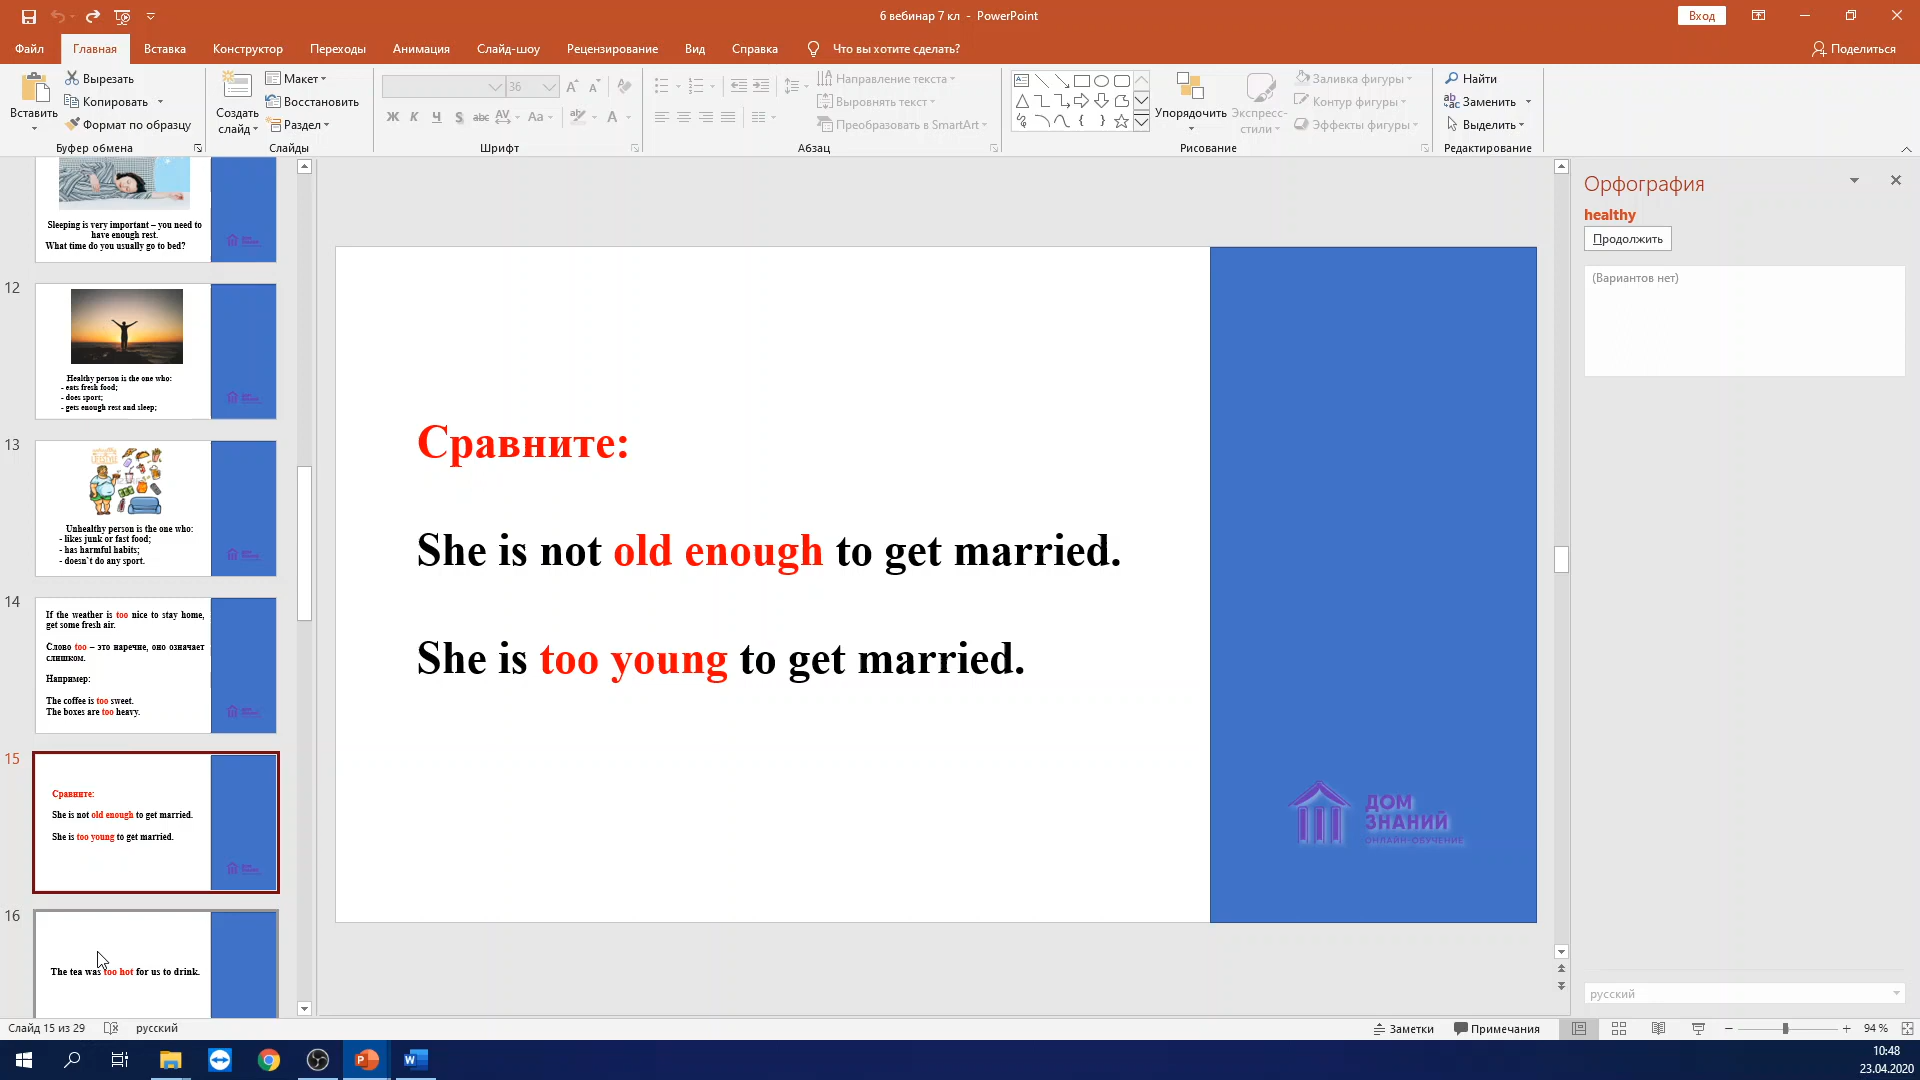 6 вебинар 7 кл - PowerPoint
Вход
Файл Главная Вставка Конструктор Переходы Анимация Слайд-шоу Рецензирование Вид Справка Что вы хотите сделать? Поделиться
Вставить
Вырезать
Копировать
Формат по образцу
Буфер обмена
Создать слайд
Макет
Восстановить
Раздел
Слайды
36
Ж К Ч S abc AV Aa
Шрифт
Направление текста
Выровнять текст
Преобразовать в SmartArt
Абзац
Упорядочить
Экспресс-
стили
Заливка фигуры
Контур фигуры
Эффекты фигуры
Рисование
Найти
Заменить
Выделить
Редактирование
Sleeping is very important – you need to
have enough rest.
What time do you usually go to bed?
12
Healthy person is the one who:
- eats fresh food;
- does sport;
- gets enough rest and sleep;
13
Unhealthy person is the one who:
- likes junk or fast food;
- has harmful habits;
- doesn`t do any sport.
14
If the weather is too nice to stay home,
get some fresh air.
Слово too – это наречие, оно означает
слишком.
Например:
The coffee is too sweet.
The boxes are too heavy.
15
Сравните:
She is not old enough to get married.
She is too young to get married.
16
The tea was too hot for us to drink.
Сравните:
She is not old enough to get married.
She is too young to get married.
ДОМ
ЗНАНИЙ
ОНЛАЙН-ОБУЧЕНИЕ
Орфография
healthy
Продолжить
(Вариантов нет)
русский
Слайд 15 из 29 русский
Заметки Примечания 94 %
10:48
23.04.2020